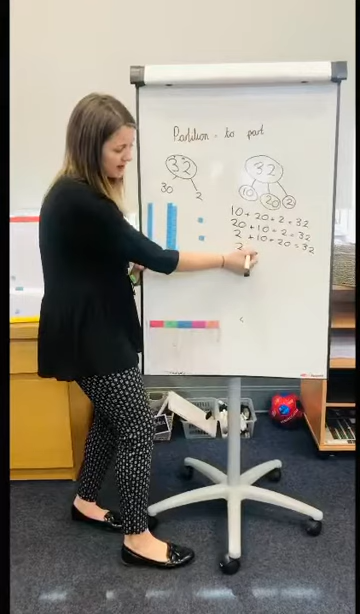 Partition - to part
32
30 2
32
10 20 2
10 + 20 + 2 = 32
20 + 10 + 2 = 32
2 + 10 + 20 = 32
2